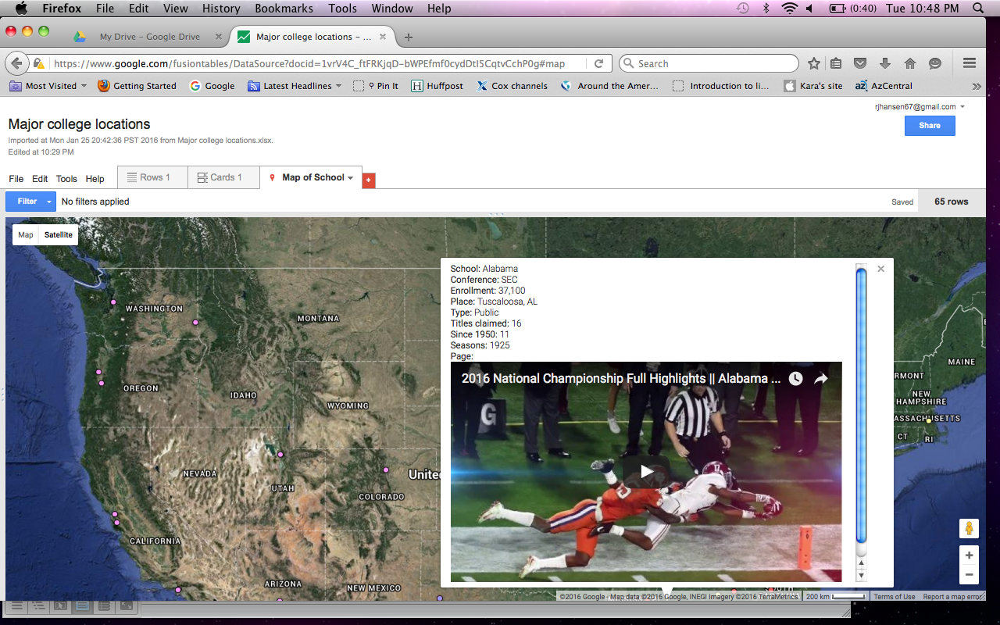 Firefox File Edit View History Bookmarks Tools Window Help (0:40) Tue 10:48 PM
My Drive – Google Drive Major college locations – ...
https://www.google.com/fusiontables/DataSource?docid=1vrV4C_ftFRKjqD-bWPEfmf0cydDtI5CqtvCchP0g#map Search
Most Visited Getting Started Google Latest Headlines Pin It Huffpost Cox channels Around the Amer... Introduction to li... Kara's site AzCentral
rjhansen67@gmail.com
Major college locations
Share
Imported at Mon Jan 25 20:42:36 PST 2016 from Major college locations.xlsx.
Edited at 10:29 PM
File Edit Tools Help Rows 1 Cards 1 Map of School +
Filter No filters applied Saved 65 rows
Map Satellite
School: Alabama
Conference: SEC
Enrollment: 37,100
Place: Tuscaloosa, AL
Type: Public
Titles claimed: 16
Since 1950: 11
Seasons: 1925
Page:
2016 National Championship Full Highlights || Alabama ...
G
WASHINGTON
MONTANA
OREGON
IDAHO
WYOMING
NEVADA
UTAH
COLORADO
Unite
CALIFORNIA
ARIZONA
NEW MEXICO
MAINE
RMONT
NEW
HAMPSHIRE
ASSACHUSETTS
CT RI
+
−
©2016 Google - Map data ©2016 Google, INEGI Imagery ©2016 TerraMetrics 200 km Terms of Use Report a map error